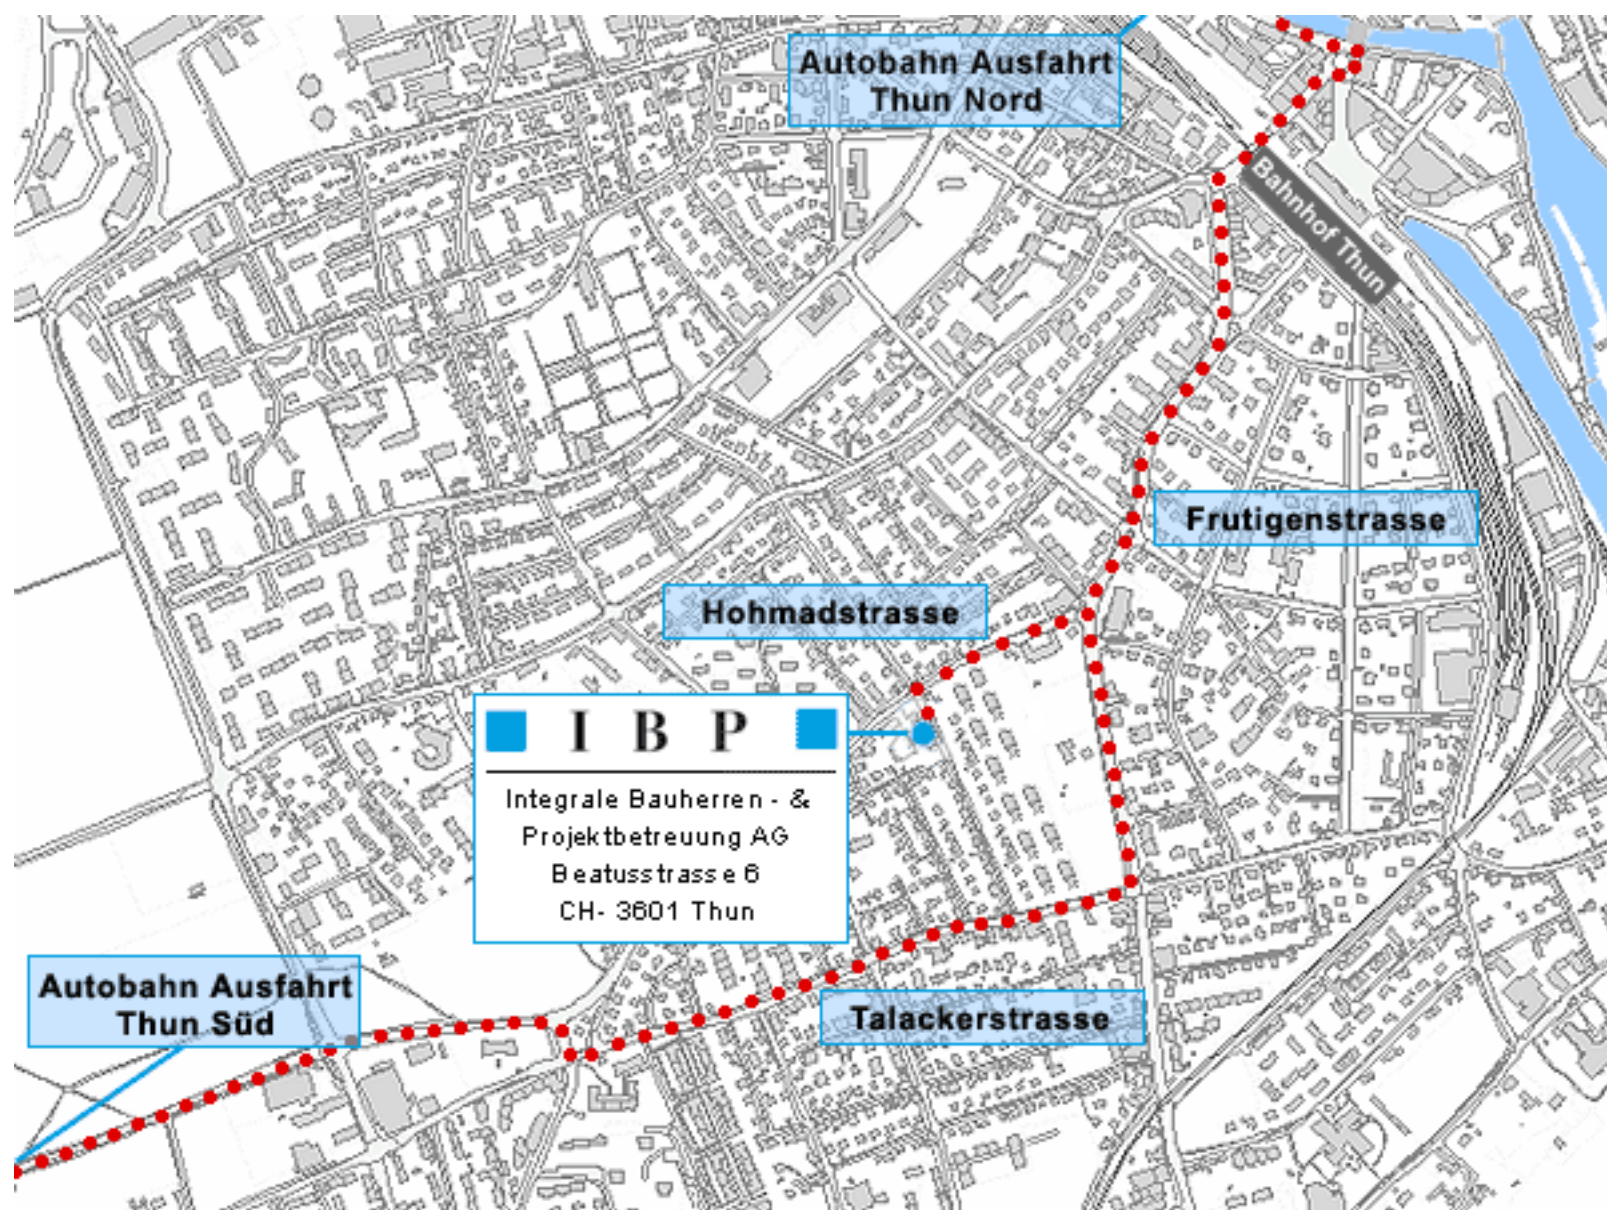 Autobahn Ausfahrt
Thun Nord
Bahnhof Thun
Frutigenstrasse
Hohmadstrasse
I B P
Integrale Bauherren - &
Projektbetreuung AG
Beatusstrasse 6
CH- 3601 Thun
Autobahn Ausfahrt
Thun Süd
Talackerstrasse